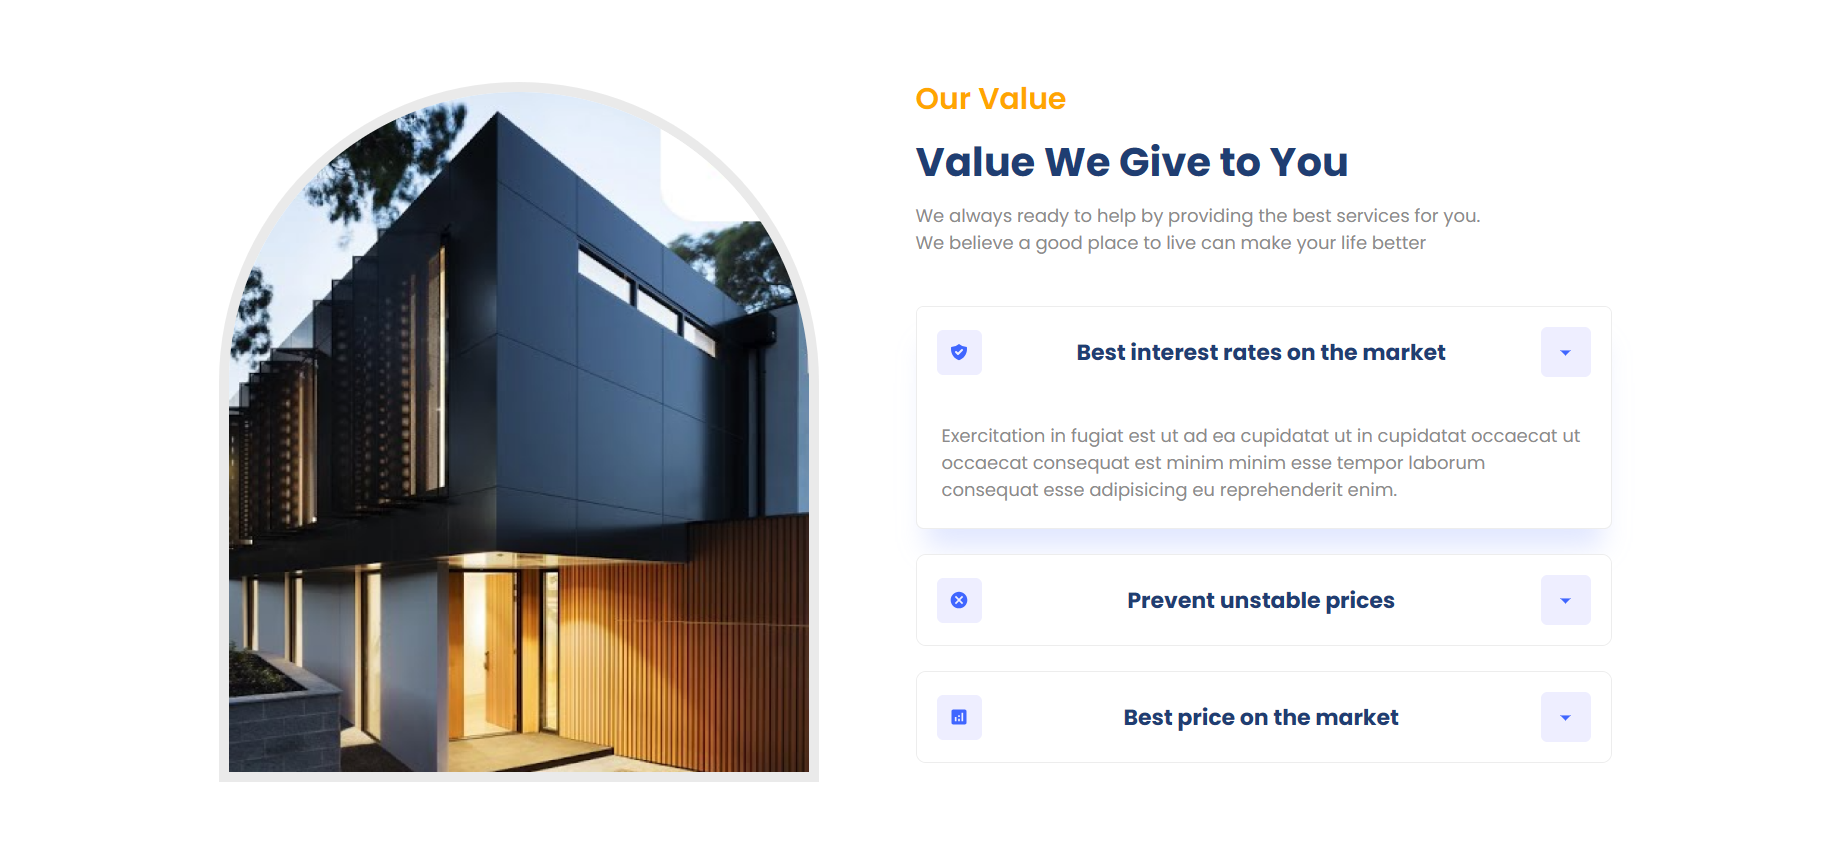 Our Value
Value We Give to You
We always ready to help by providing the best services for you.
We believe a good place to live can make your life better
Best interest rates on the market
Exercitation in fugiat est ut ad ea cupidatat ut in cupidatat occaecat ut
occaecat consequat est minim minim esse tempor laborum
consequat esse adipisicing eu reprehenderit enim.
Prevent unstable prices
Best price on the market